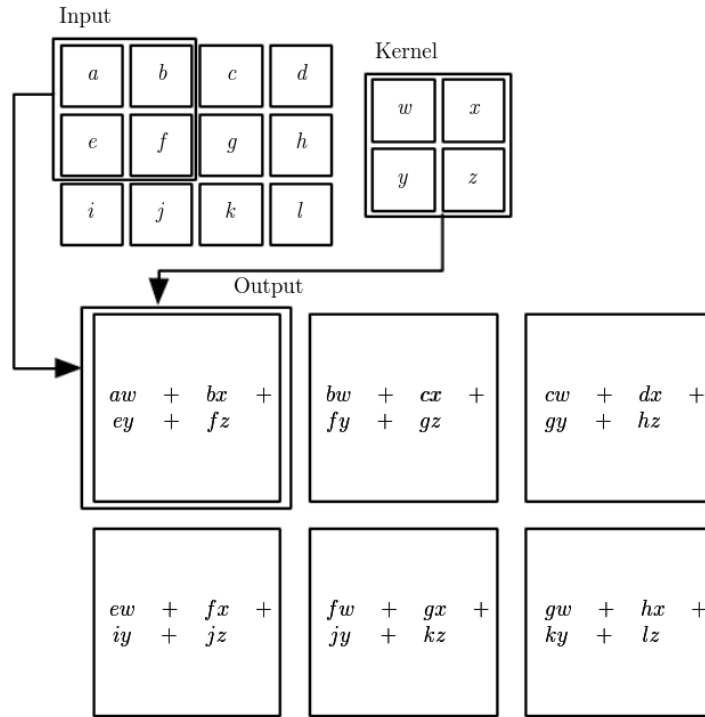 Input
Kernel
a b c d
w x
e f g h
y z
i j k l
Output
aw + bx +
ey + fz
bw + cx +
fy + gz
cw + dx +
gy + hz
ew + fx +
iy + jz
fw + gx +
jy + kz
gw + hx +
ky + lz